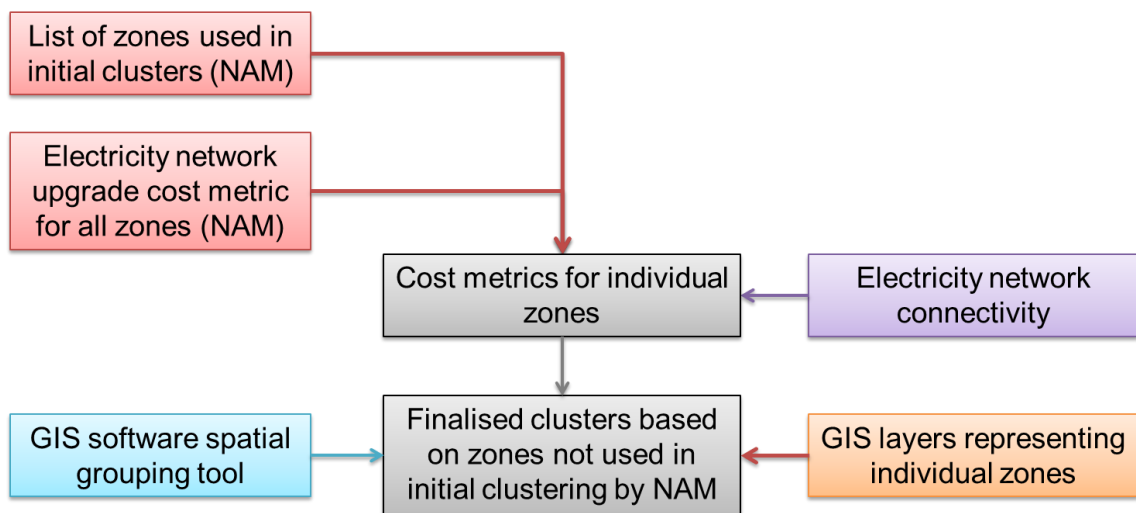 List of zones used in
initial clusters (NAM)
Electricity network
upgrade cost metric
for all zones (NAM)
Cost metrics for individual
zones
Electricity network
connectivity
GIS software spatial
grouping tool
Finalised clusters based
on zones not used in
initial clustering by NAM
GIS layers representing
individual zones